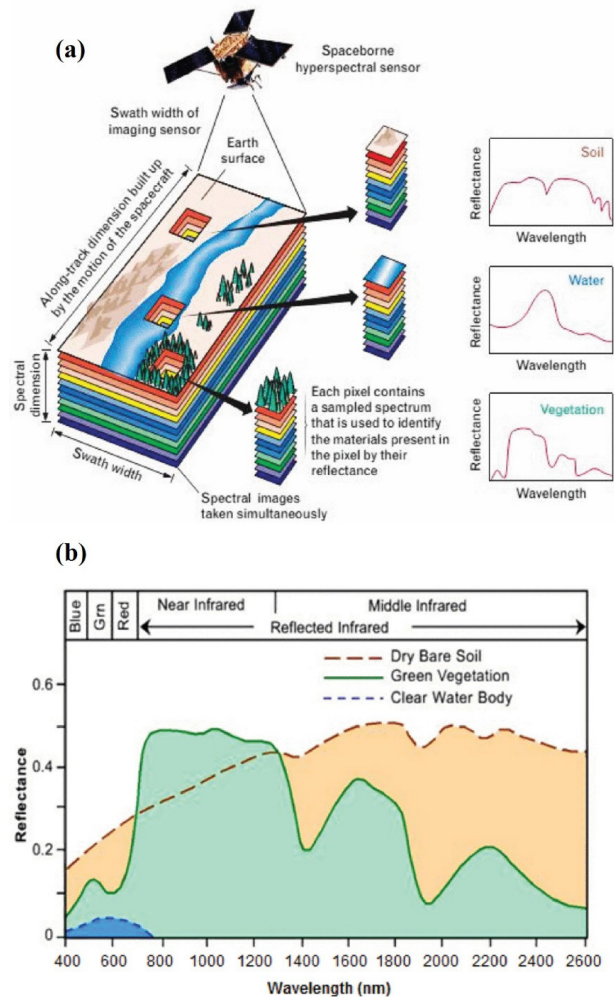 (a)
Spaceborne
hyperspectral sensor
Swath width of
imaging sensor
Earth
surface
Along-track dimension built up
by the motion of the spacecraft
Spectral
dimension
Swath width
Spectral images
taken simultaneously
Each pixel contains
a sampled spectrum
that is used to identify
the materials present in
the pixel by their
reflectance
Soil
Reflectance
Wavelength
Water
Reflectance
Wavelength
Vegetation
Reflectance
Wavelength
(b)
Blue
Grn
Red
Near Infrared
Middle Infrared
Reflected Infrared
Dry Bare Soil
Green Vegetation
Clear Water Body
Reflectance
0.6
0.4
0.2
0
400 600 800 1000 1200 1400 1600 1800 2000 2200 2400 2600
Wavelength (nm)